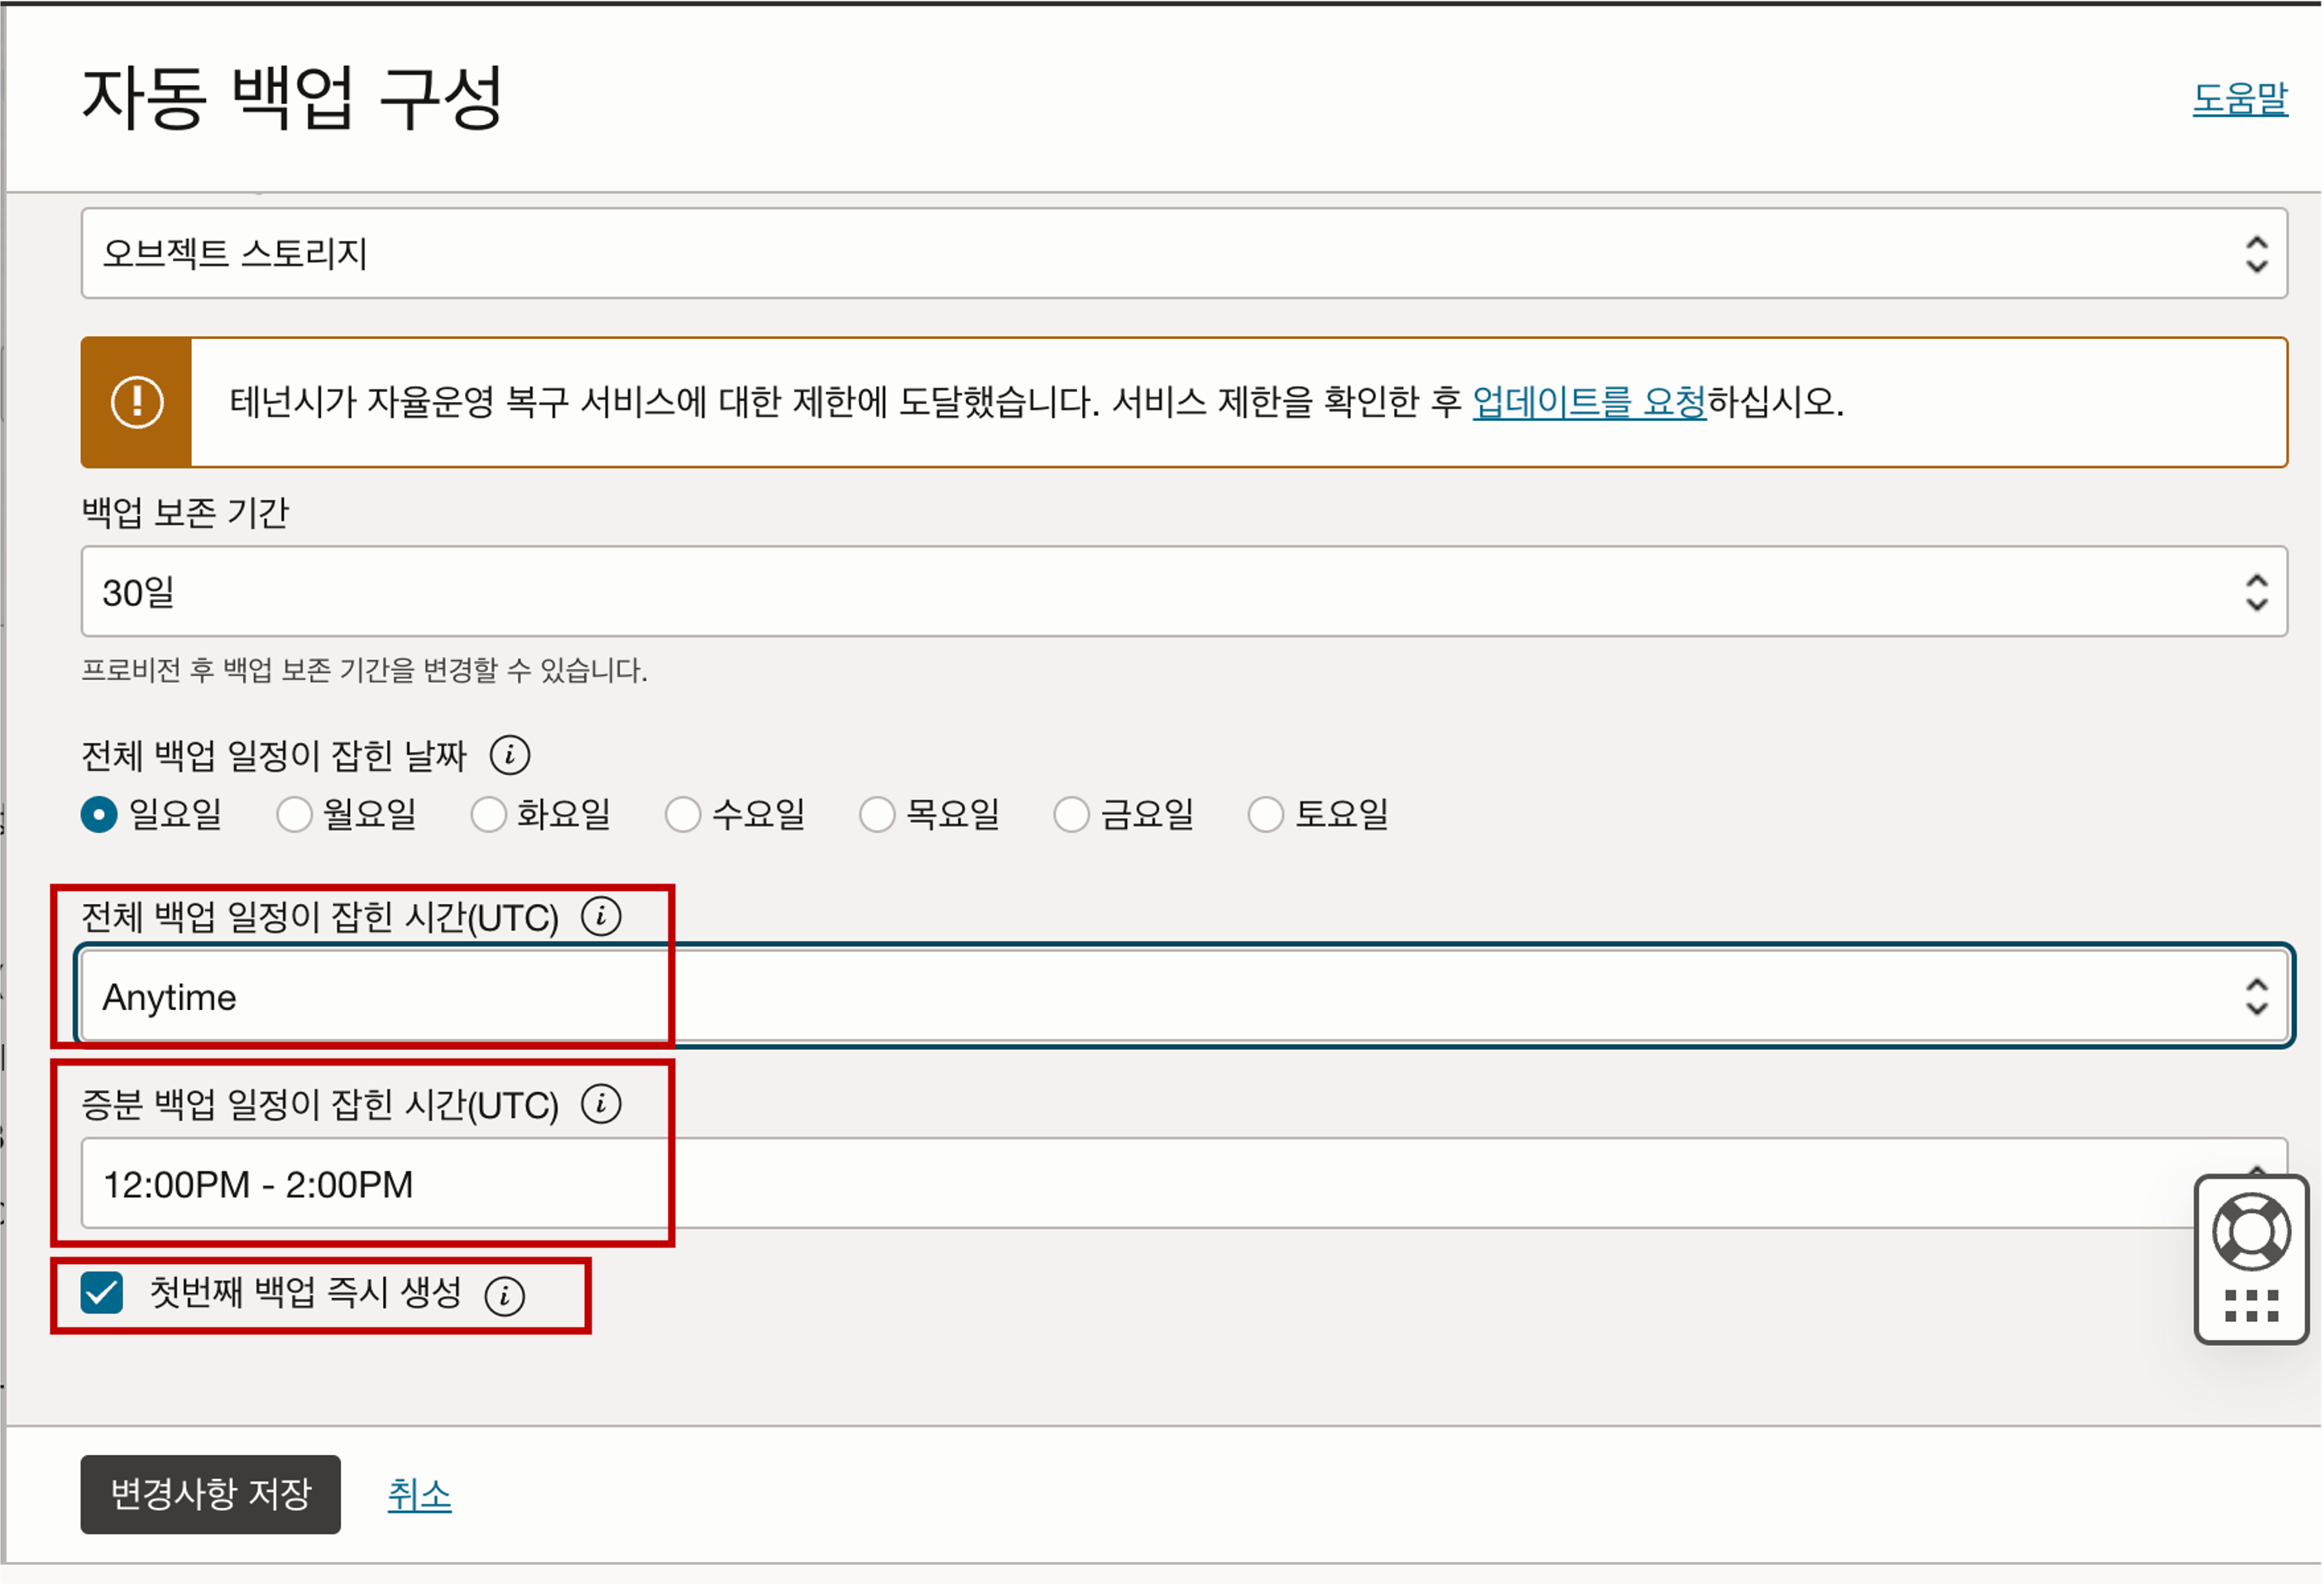 자동 백업 구성
도움말
오브젝트 스토리지
테넌시가 자율운영 복구 서비스에 대한 제한에 도달했습니다. 서비스 제한을 확인한 후 업데이트를 요청하십시오.
백업 보존 기간
30일
프로비전 후 백업 보존 기간을 변경할 수 있습니다.
전체 백업 일정이 잡힌 날짜
일요일 월요일 화요일 수요일 목요일 금요일 토요일
전체 백업 일정이 잡힌 시간(UTC)
Anytime
증분 백업 일정이 잡힌 시간(UTC)
12:00PM - 2:00PM
첫번째 백업 즉시 생성
변경사항 저장 취소